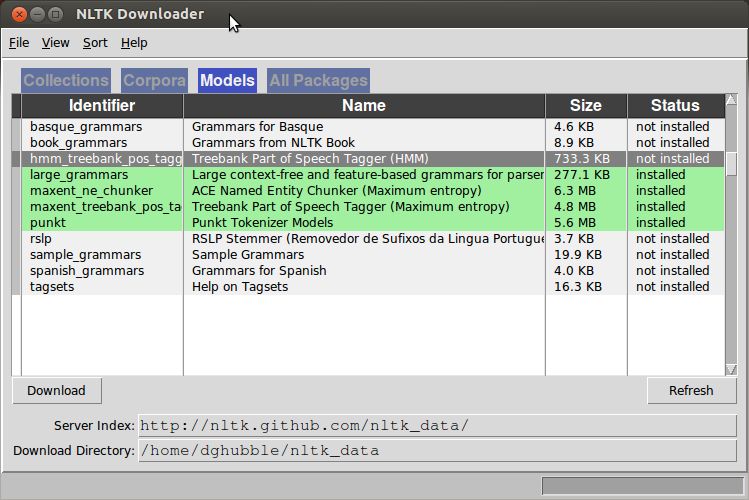 NLTK Downloader
File View Sort Help
Collections Corpora Models All Packages
Identifier Name Size Status
basque_grammars Grammars for Basque 4.6 KB not installed
book_grammars Grammars from NLTK Book 8.9 KB not installed
hmm_treebank_pos_tagg Treebank Part of Speech Tagger (HMM) 733.3 KB not installed
large_grammars Large context-free and feature-based grammars for parser 277.1 KB installed
maxent_ne_chunker ACE Named Entity Chunker (Maximum entropy) 6.3 MB installed
maxent_treebank_pos_ta Treebank Part of Speech Tagger (Maximum entropy) 4.8 MB installed
punkt Punkt Tokenizer Models 5.6 MB installed
rslp RSLP Stemmer (Removedor de Sufixos da Lingua Portugue 3.7 KB not installed
sample_grammars Sample Grammars 19.9 KB not installed
spanish_grammars Grammars for Spanish 4.0 KB not installed
tagsets Help on Tagsets 16.3 KB not installed
Download Refresh
Server Index: http://nltk.github.com/nltk_data/
Download Directory: /home/dghubble/nltk_data